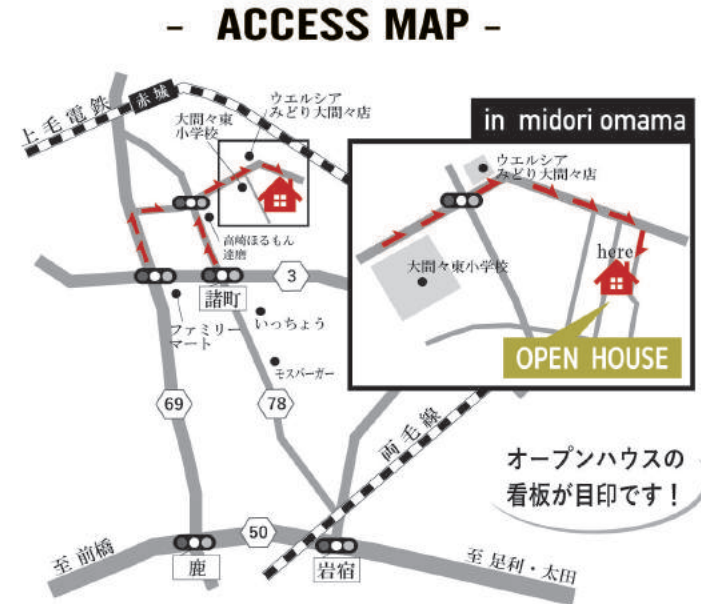 - ACCESS MAP -
上毛電鉄
赤城
ウエルシア
みどり大間々店
大間々東
小学校
高崎ほるもん
達磨
3
諸町
ファミリー
マート
いっちょう
モスバーガー
69
78
両毛線
50
至 前橋
鹿
岩宿
至 足利・太田
in midori omama
ウエルシア
みどり大間々店
大間々東小学校
here
OPEN HOUSE
オープンハウスの
看板が目印です！